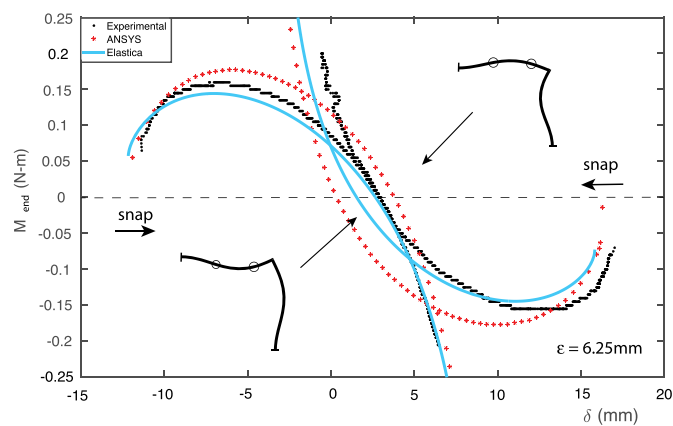 0.25
Experimental
ANSYS
Elastica
0.2
0.15
0.1
0.05
0
-0.05
-0.1
-0.15
-0.2
-0.25
M end (N-m)
snap
snap
ε = 6.25mm
-15 -10 -5 0 5 10 15 20
δ (mm)